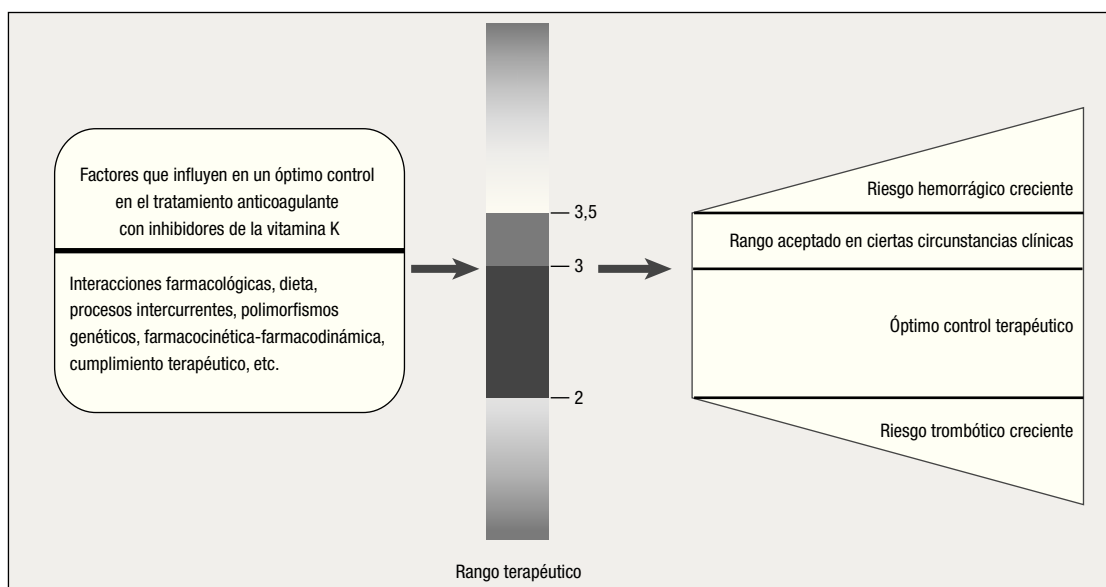 Factores que influyen en un óptimo control
en el tratamiento anticoagulante
con inhibidores de la vitamina K
Interacciones farmacológicas, dieta,
procesos intercurrentes, polimorfismos
genéticos, farmacocinética-farmacodinámica,
cumplimiento terapéutico, etc.
3,5
3
2
Rango terapéutico
Riesgo hemorrágico creciente
Rango aceptado en ciertas circunstancias clínicas
Óptimo control terapéutico
Riesgo trombótico creciente